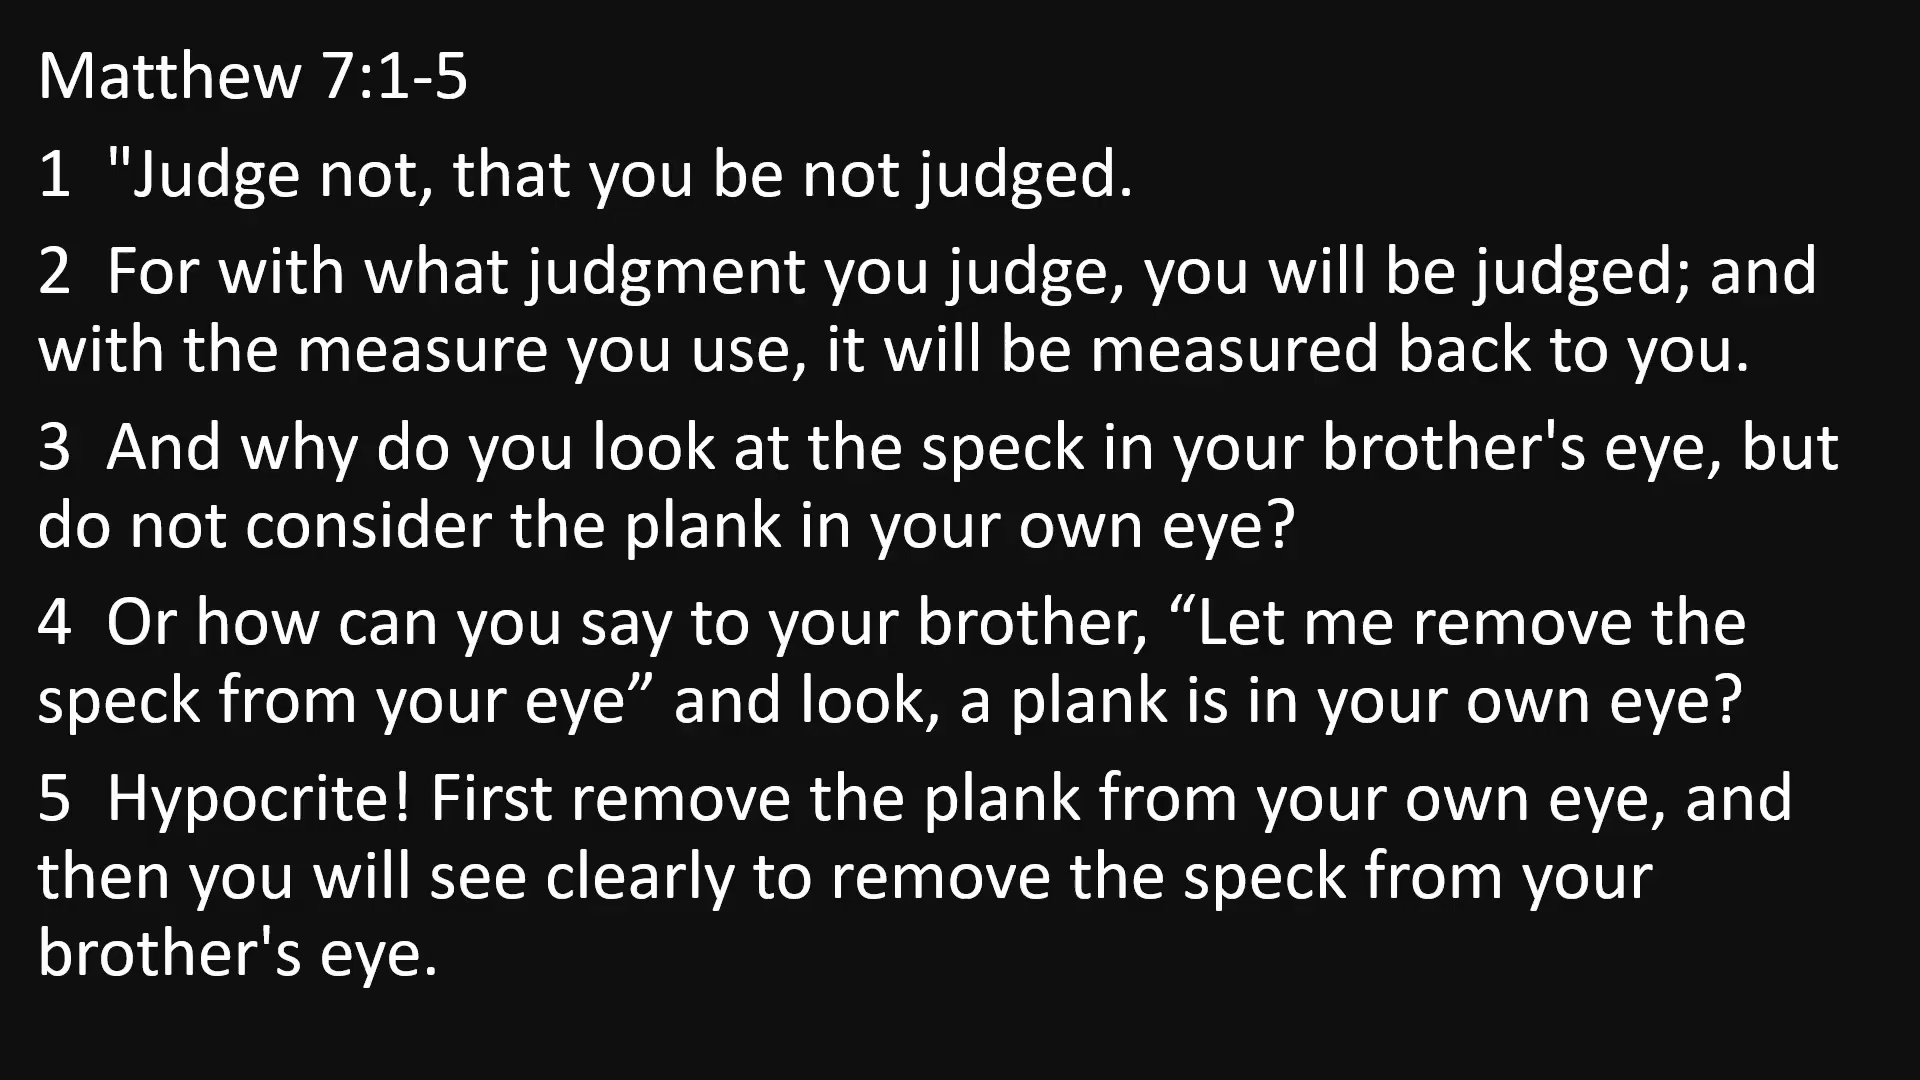 Matthew 7:1-5
1  "Judge not, that you be not judged.
2  For with what judgment you judge, you will be judged; and
with the measure you use, it will be measured back to you.
3  And why do you look at the speck in your brother's eye, but
do not consider the plank in your own eye?
4  Or how can you say to your brother, “Let me remove the
speck from your eye” and look, a plank is in your own eye?
5  Hypocrite! First remove the plank from your own eye, and
then you will see clearly to remove the speck from your
brother's eye.